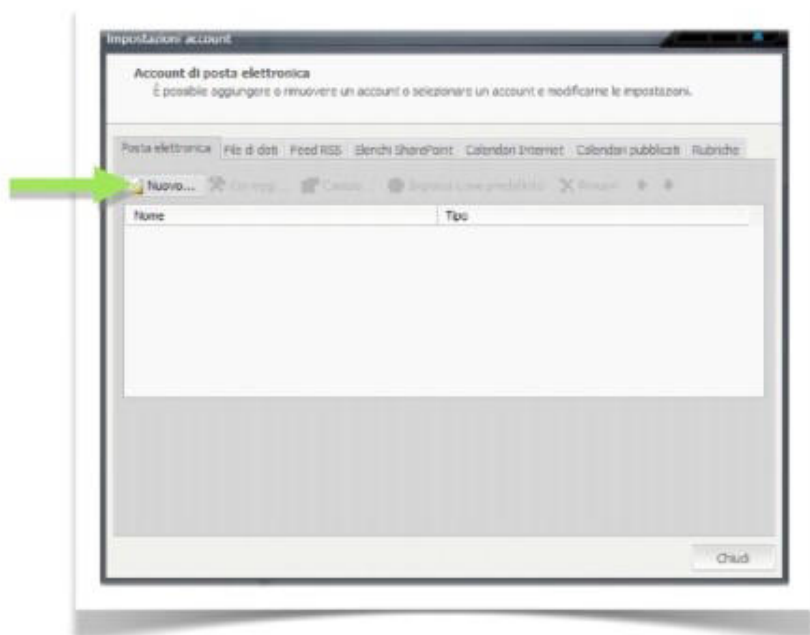 Impostazioni account
Account di posta elettronica
È possibile aggiungere o rimuovere un account o selezionare un account e modificarne le impostazioni.
Posta elettronica File di dati Feed RSS Elenchi SharePoint Calendari Internet Calendari pubblicati Rubriche
Nuovo...
Nome Tipo
Chiudi